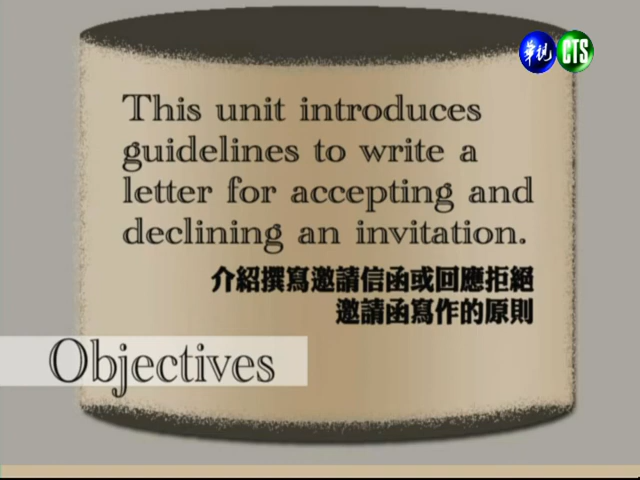 華視 CTS
This unit introduces
guidelines to write a
letter for accepting and
declining an invitation.
介紹撰寫邀請信函或回應拒絕
邀請函寫作的原則
Objectives